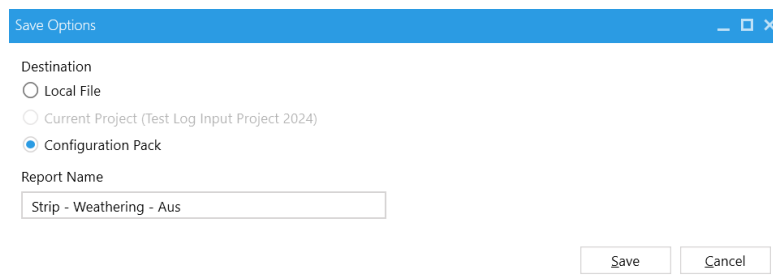 Save Options
Destination
Local File
Current Project (Test Log Input Project 2024)
Configuration Pack
Report Name
Strip - Weathering - Aus
Save Cancel